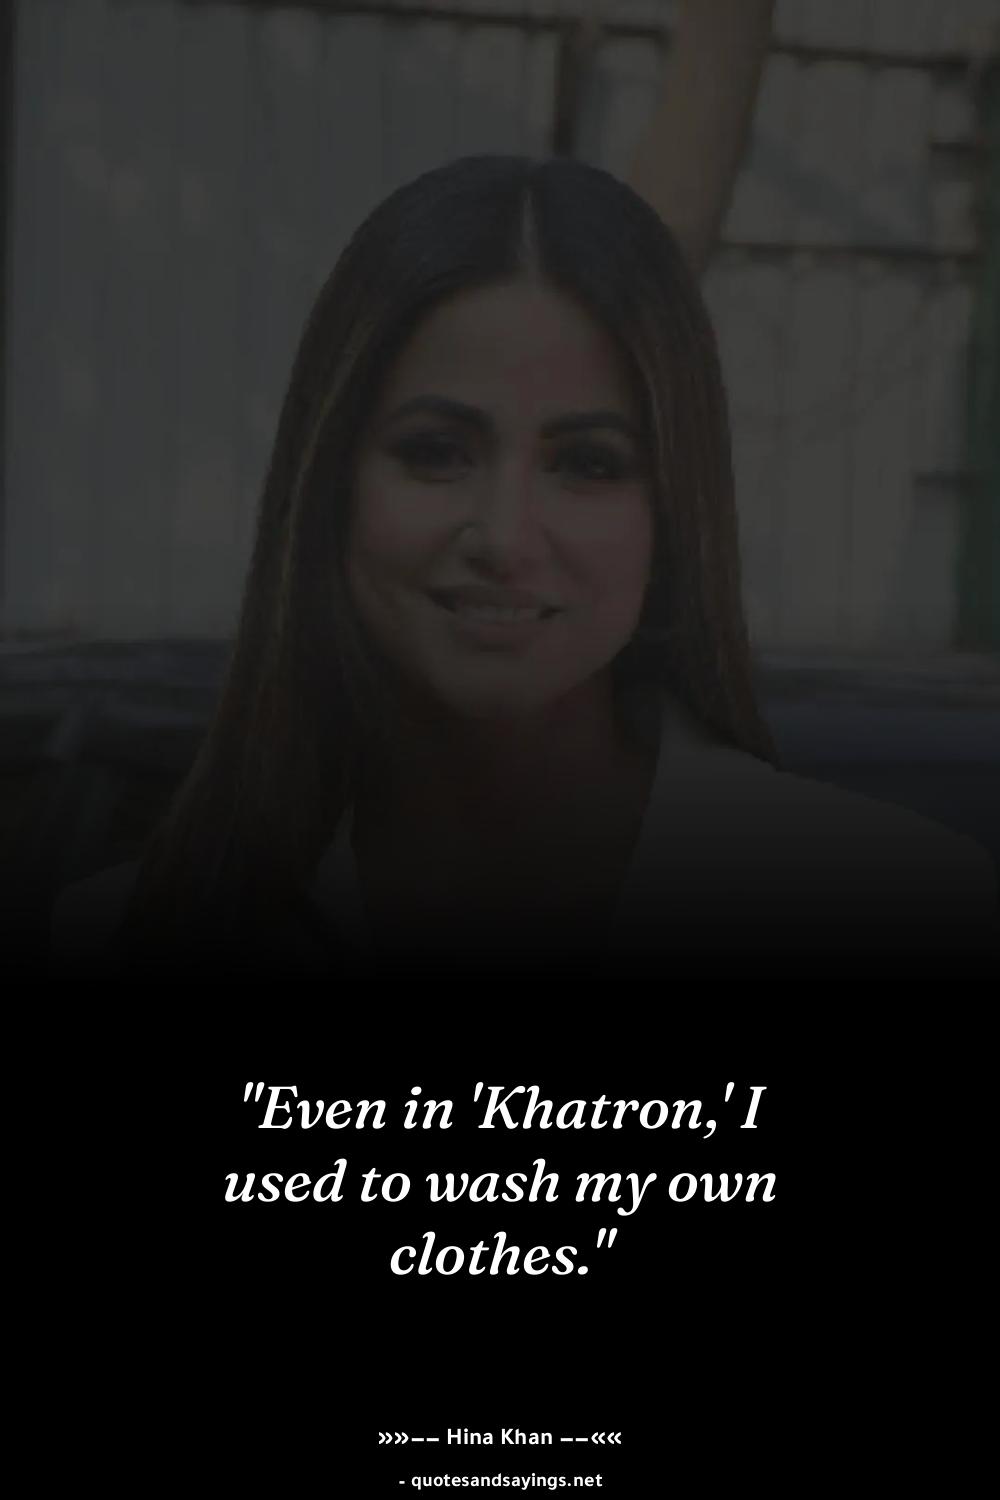 "Even in 'Khatron,' I
used to wash my own
clothes."
»»−− Hina Khan −−««
- quotesandsayings.net